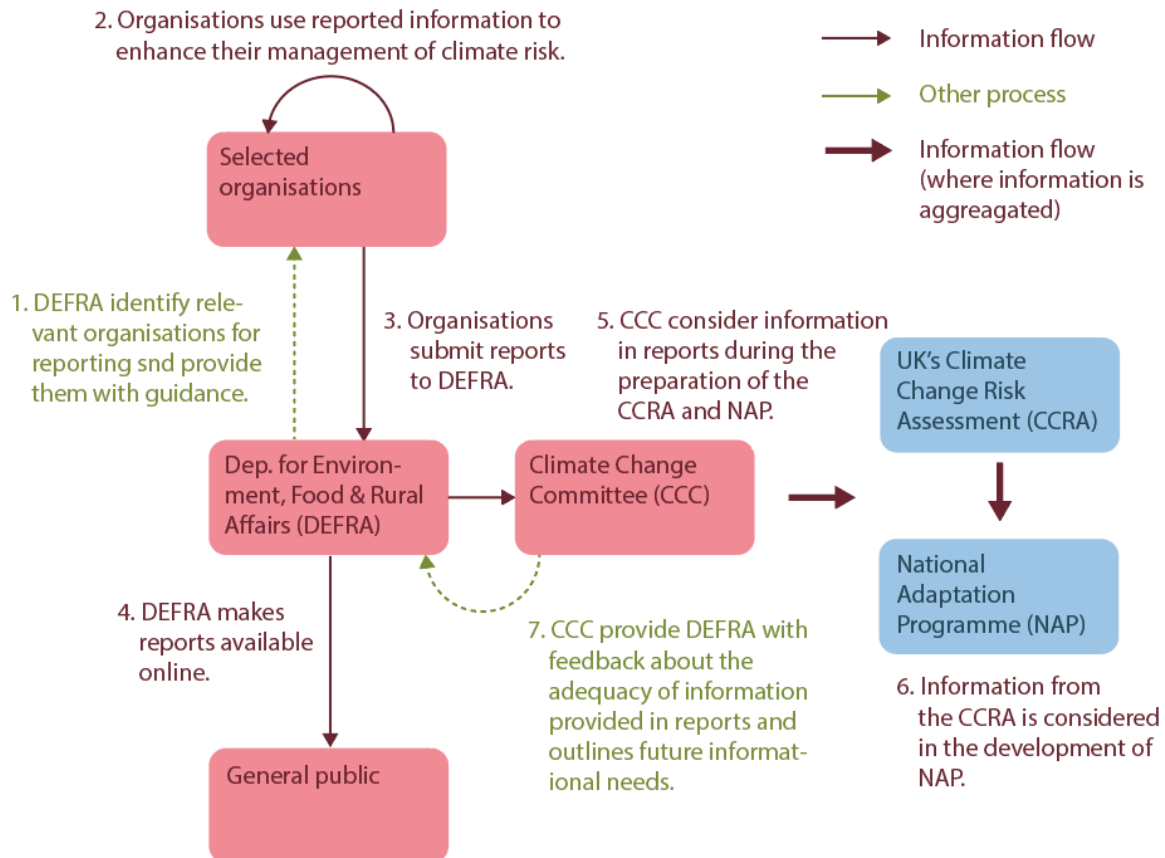 2. Organisations use reported information to
enhance their management of climate risk.
Information flow
Other process
Information flow
(where information is
aggreagated)
Selected
organisations
1. DEFRA identify rele-
vant organisations for
reporting snd provide
them with guidance.
3. Organisations
submit reports
to DEFRA.
5. CCC consider information
in reports during the
preparation of the
CCRA and NAP.
UK's Climate
Change Risk
Assessment (CCRA)
Dep. for Environ-
ment, Food & Rural
Affairs (DEFRA)
Climate Change
Committee (CCC)
National
Adaptation
Programme (NAP)
4. DEFRA makes
reports available
online.
7. CCC provide DEFRA with
feedback about the
adequacy of information
provided in reports and
outlines future informat-
ional needs.
6. Information from
the CCRA is considered
in the development of
NAP.
General public